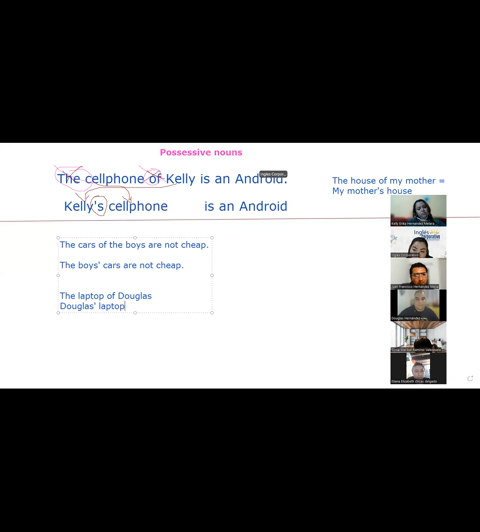 Possessive nouns
The cellphone of Kelly is an Android.
Kelly's cellphone is an Android
The house of my mother =
My mother's house
The cars of the boys are not cheap.
The boys' cars are not cheap.
The laptop of Douglas
Douglas' laptop
Inglés